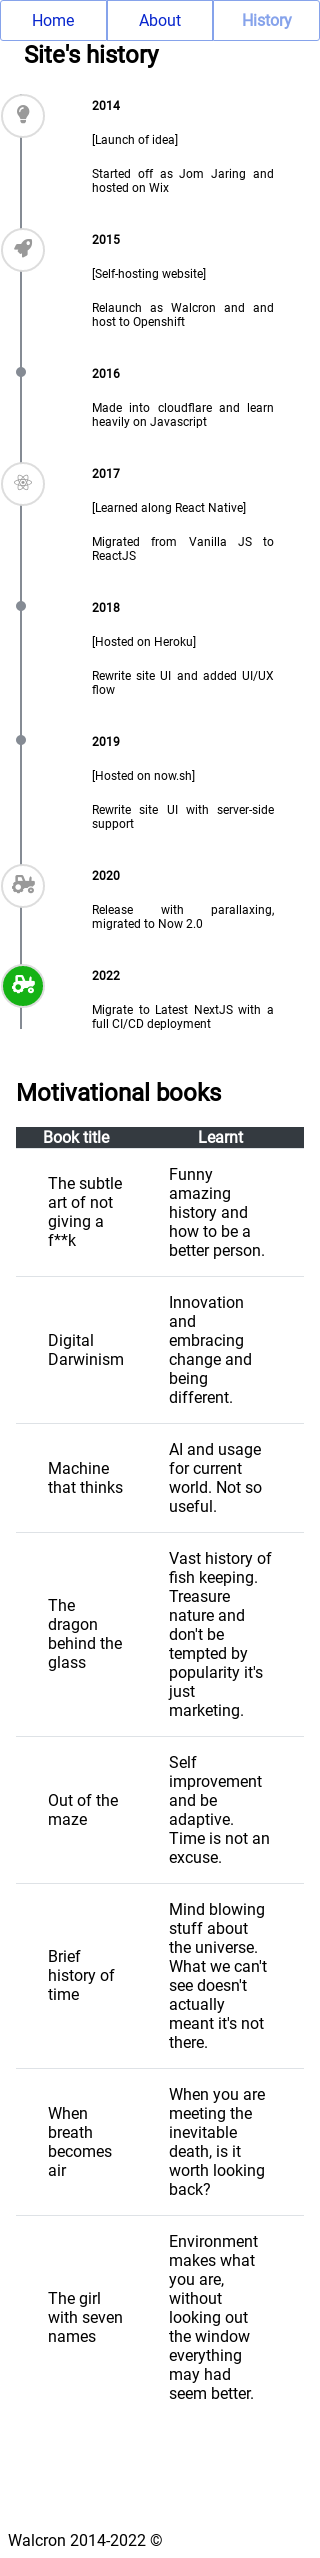 Home About History
Site's history
2014
[Launch of idea]
Started off as Jom Jaring and
hosted on Wix
2015
[Self-hosting website]
Relaunch as Walcron and and
host to Openshift
2016
Made into cloudflare and learn
heavily on Javascript
2017
[Learned along React Native]
Migrated from Vanilla JS to
ReactJS
2018
[Hosted on Heroku]
Rewrite site UI and added UI/UX
flow
2019
[Hosted on now.sh]
Rewrite site UI with server-side
support
2020
Release with parallaxing,
migrated to Now 2.0
2022
Migrate to Latest NextJS with a
full CI/CD deployment
Motivational books
Book title Learnt
The subtle
art of not
giving a
f**k
Funny
amazing
history and
how to be a
better person.
Digital
Darwinism
Innovation
and
embracing
change and
being
different.
Machine
that thinks
AI and usage
for current
world. Not so
useful.
The
dragon
behind the
glass
Vast history of
fish keeping.
Treasure
nature and
don't be
tempted by
popularity it's
just
marketing.
Out of the
maze
Self
improvement
and be
adaptive.
Time is not an
excuse.
Brief
history of
time
Mind blowing
stuff about
the universe.
What we can't
see doesn't
actually
meant it's not
there.
When
breath
becomes
air
When you are
meeting the
inevitable
death, is it
worth looking
back?
The girl
with seven
names
Environment
makes what
you are,
without
looking out
the window
everything
may had
seem better.
Walcron 2014-2022 ©